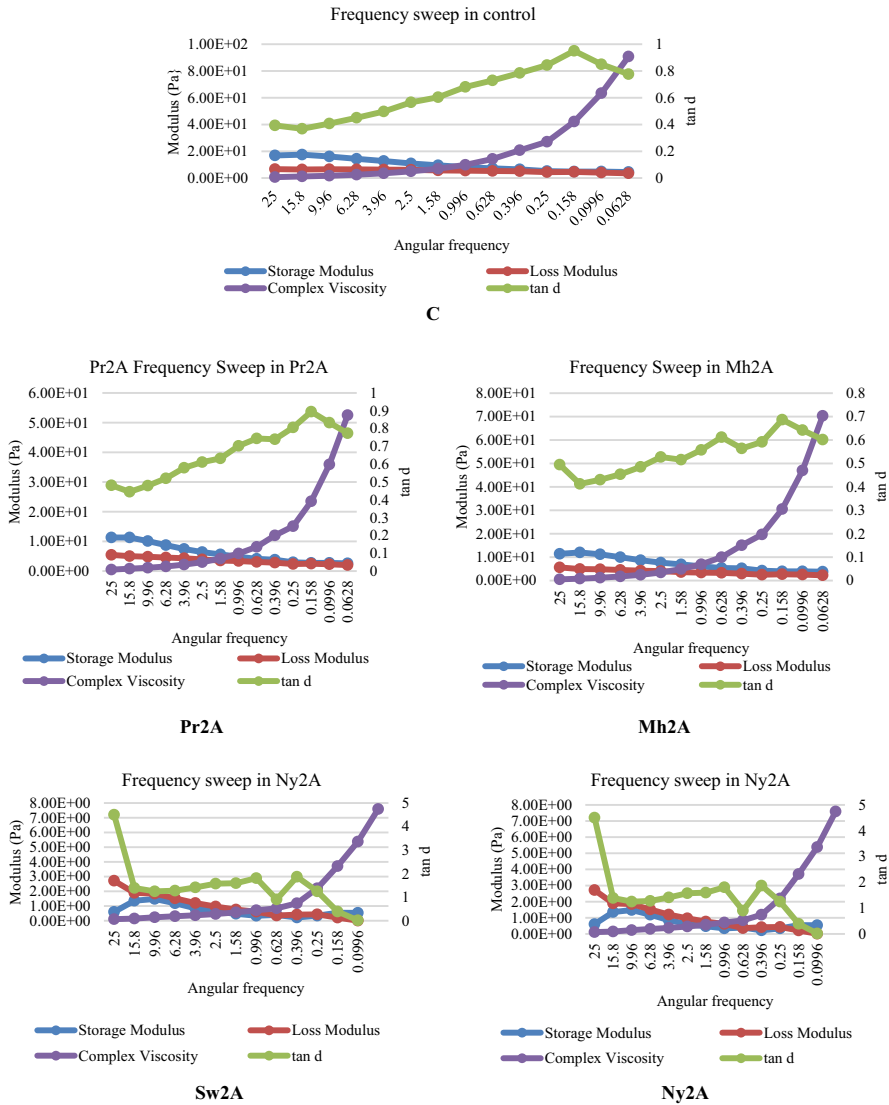 Frequency sweep in control
1.00E+02
8.00E+01
6.00E+01
4.00E+01
2.00E+01
0.00E+00
Modulus (Pa}
1
0.8
0.6
0.4
0.2
0
tan d
25 15.8 9.96 6.28 3.96 2.5 1.58 0.996 0.628 0.396 0.25 0.158 0.0996 0.0628
Angular frequency
Storage Modulus Loss Modulus
Complex Viscosity tan d
C
Pr2A Frequency Sweep in Pr2A
6.00E+01
5.00E+01
4.00E+01
3.00E+01
2.00E+01
1.00E+01
0.00E+00
Modulus (Pa)
1
0.9
0.8
0.7
0.6
0.5
0.4
0.3
0.2
0.1
0
tan d
25 15.8 9.96 6.28 3.96 2.5 1.58 0.996 0.628 0.396 0.25 0.158 0.0996 0.0628
Angular frequency
Storage Modulus Loss Modulus
Complex Viscosity tan d
Pr2A
Frequency Sweep in Mh2A
8.00E+01
7.00E+01
6.00E+01
5.00E+01
4.00E+01
3.00E+01
2.00E+01
1.00E+01
0.00E+00
Modulus (Pa)
0.8
0.7
0.6
0.5
0.4
0.3
0.2
0.1
0
tan d
25 15.8 9.96 6.28 3.96 2.5 1.58 0.996 0.628 0.396 0.25 0.158 0.0996 0.0628
Angular frequency
Storage Modulus Loss Modulus
Complex Viscosity tan d
Mh2A
Frequency sweep in Ny2A
8.00E+00
7.00E+00
6.00E+00
5.00E+00
4.00E+00
3.00E+00
2.00E+00
1.00E+00
0.00E+00
Modulus (Pa)
5
4
3
2
1
0
tan d
25 15.8 9.96 6.28 3.96 2.5 1.58 0.996 0.628 0.396 0.25 0.158 0.0996
Angular frequency
Storage Modulus Loss Modulus
Complex Viscosity tan d
Sw2A
Frequency sweep in Ny2A
8.00E+00
7.00E+00
6.00E+00
5.00E+00
4.00E+00
3.00E+00
2.00E+00
1.00E+00
0.00E+00
Modulus (Pa)
5
4
3
2
1
0
tan d
25 15.8 9.96 6.28 3.96 2.5 1.58 0.996 0.628 0.396 0.25 0.158 0.0996
Angular frequency
Storage Modulus Loss Modulus
Complex Viscosity tan d
Ny2A